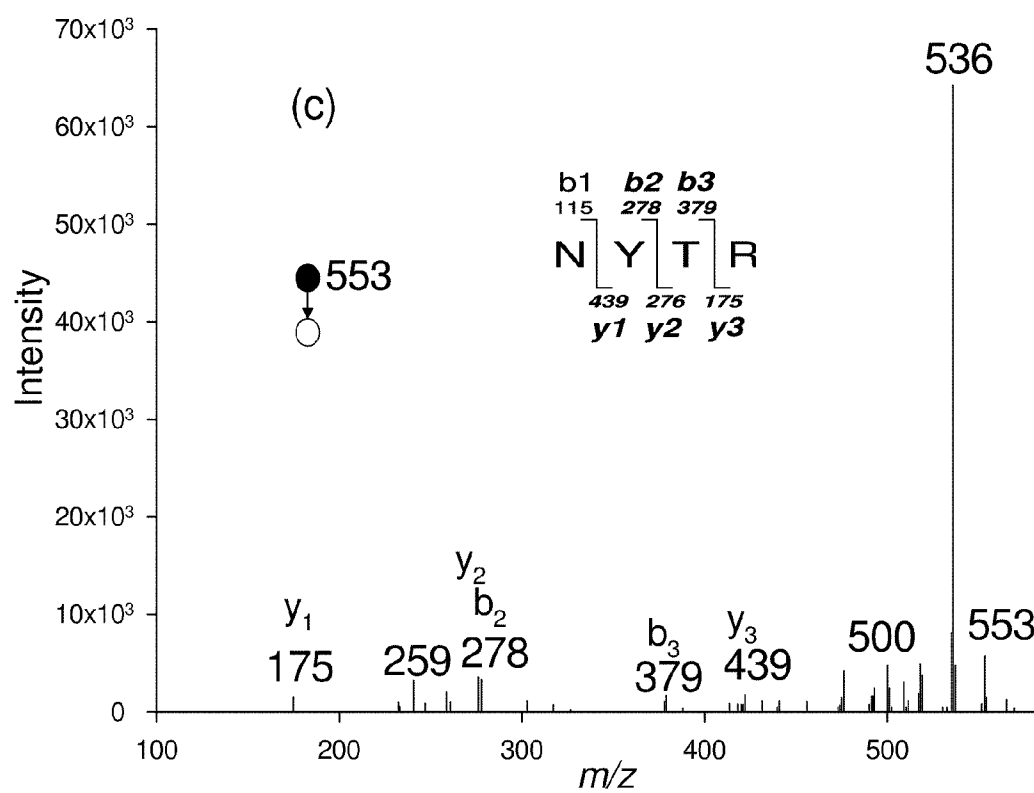 70x10³
60x10³
50x10³
40x10³
30x10³
20x10³
10x10³
0
Intensity
(c)
553
536
b1 b2 b3
115 278 379
N Y T R
439 276 175
y1 y2 y3
y₁
175
259
y₂
b₂
278
b₃
379
y₃
439
500
553
100 200 300 400 500
m/z